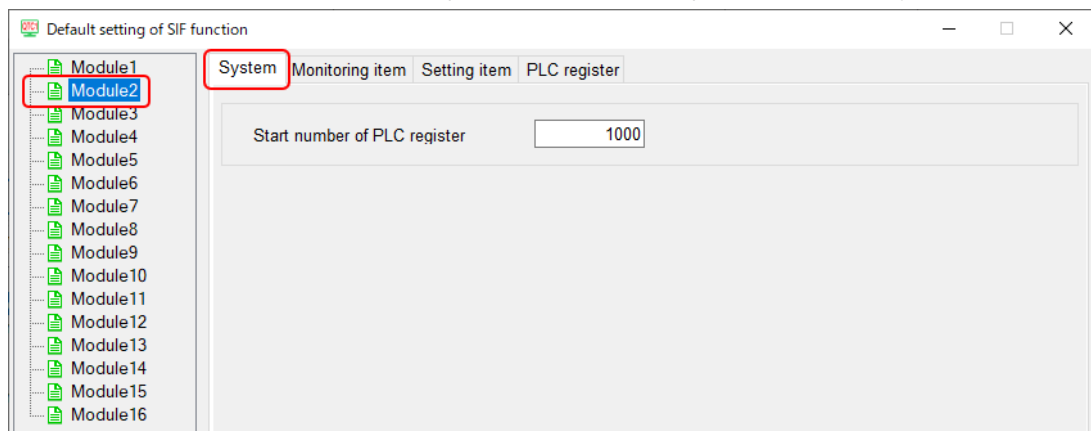 QTC1
Default setting of SIF function
Module1
Module2
Module3
Module4
Module5
Module6
Module7
Module8
Module9
Module10
Module11
Module12
Module13
Module14
Module15
Module16
System Monitoring item Setting item PLC register
Start number of PLC register 1000